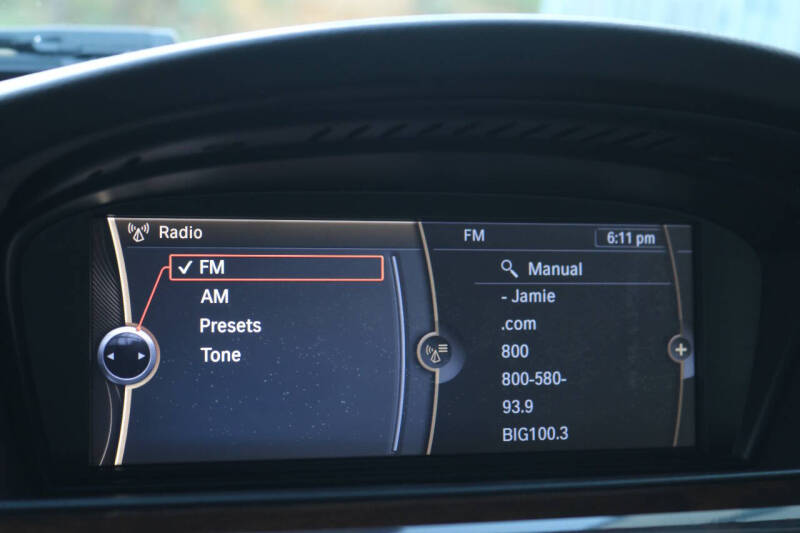 Radio
FM
AM
Presets
Tone
FM
6:11 pm
Manual
- Jamie
.com
800
800-580-
93.9
BIG100.3